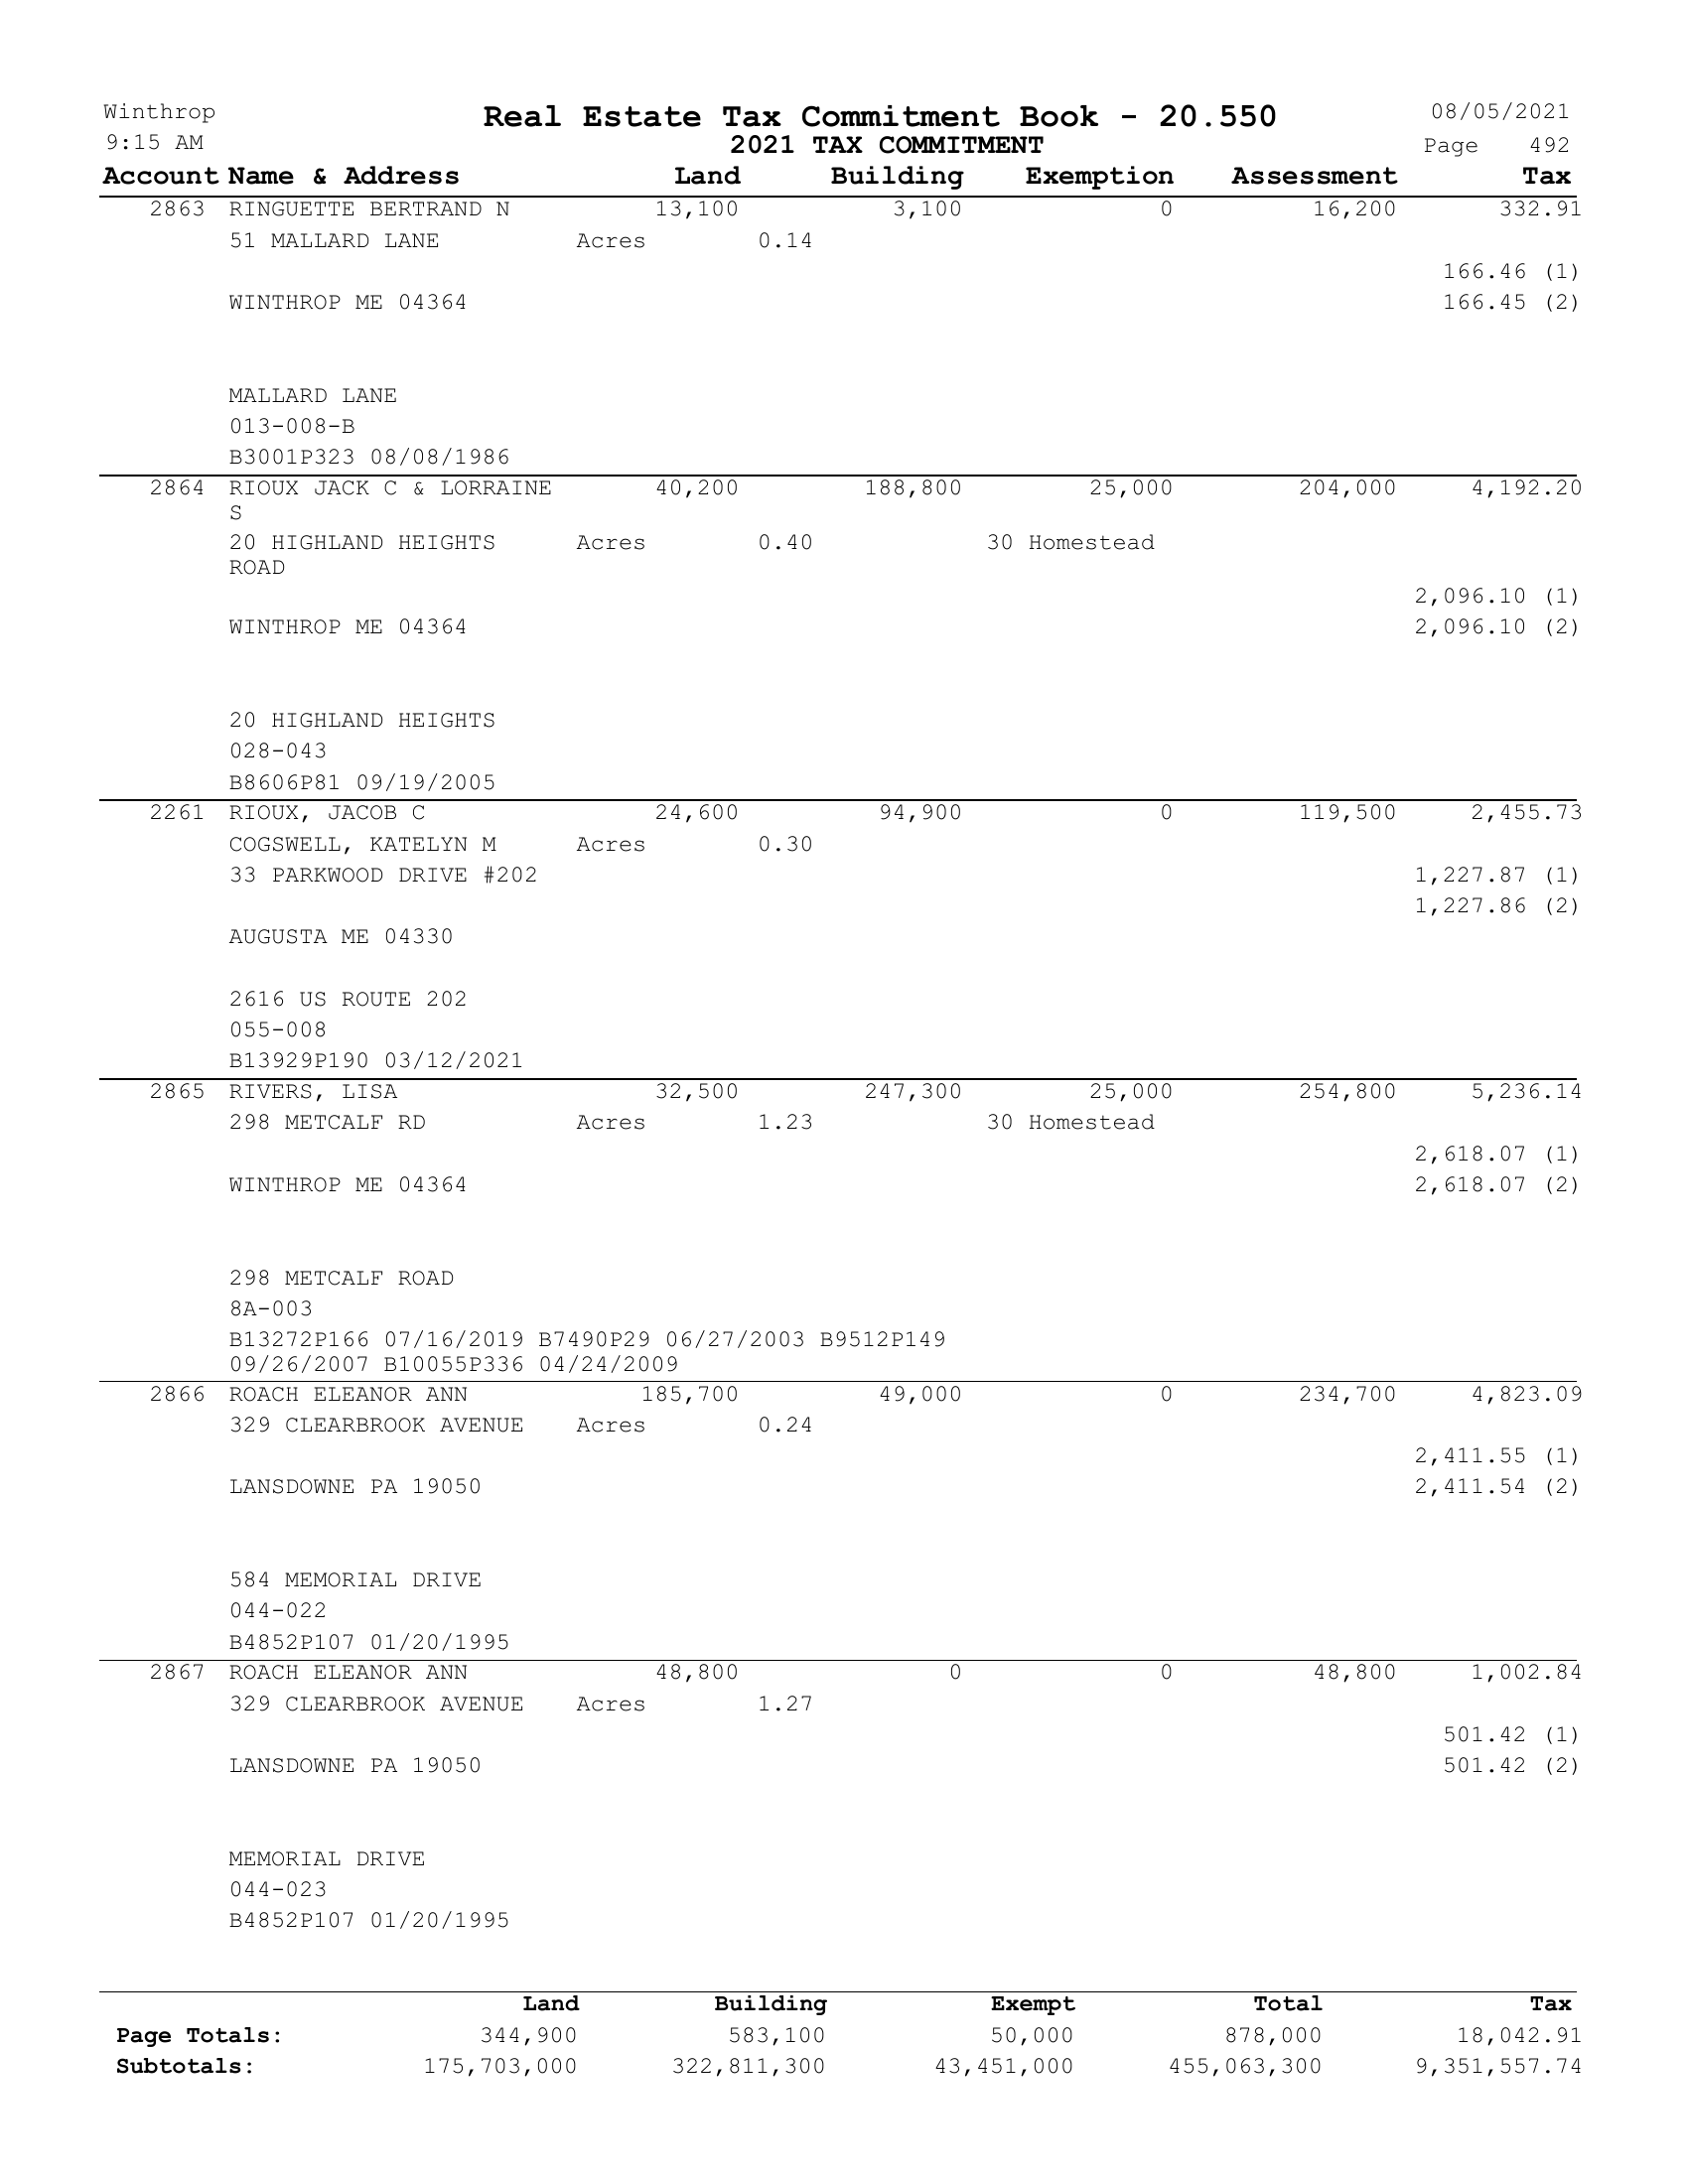 Winthrop Real Estate Tax Commitment Book - 20.550 08/05/2021
9:15 AM 2021 TAX COMMITMENT Page 492
Account Name & Address Land Building Exemption Assessment Tax
2863 RINGUETTE BERTRAND N 13,100 3,100 0 16,200 332.91
51 MALLARD LANE Acres 0.14
166.46 (1)
WINTHROP ME 04364 166.45 (2)
MALLARD LANE
013-008-B
B3001P323 08/08/1986
2864 RIOUX JACK C & LORRAINE 40,200 188,800 25,000 204,000 4,192.20
S
20 HIGHLAND HEIGHTS Acres 0.40 30 Homestead
ROAD
2,096.10 (1)
WINTHROP ME 04364 2,096.10 (2)
20 HIGHLAND HEIGHTS
028-043
B8606P81 09/19/2005
2261 RIOUX, JACOB C 24,600 94,900 0 119,500 2,455.73
COGSWELL, KATELYN M Acres 0.30
33 PARKWOOD DRIVE #202 1,227.87 (1)
1,227.86 (2)
AUGUSTA ME 04330
2616 US ROUTE 202
055-008
B13929P190 03/12/2021
2865 RIVERS, LISA 32,500 247,300 25,000 254,800 5,236.14
298 METCALF RD Acres 1.23 30 Homestead
2,618.07 (1)
WINTHROP ME 04364 2,618.07 (2)
298 METCALF ROAD
8A-003
B13272P166 07/16/2019 B7490P29 06/27/2003 B9512P149
09/26/2007 B10055P336 04/24/2009
2866 ROACH ELEANOR ANN 185,700 49,000 0 234,700 4,823.09
329 CLEARBROOK AVENUE Acres 0.24
2,411.55 (1)
LANSDOWNE PA 19050 2,411.54 (2)
584 MEMORIAL DRIVE
044-022
B4852P107 01/20/1995
2867 ROACH ELEANOR ANN 48,800 0 0 48,800 1,002.84
329 CLEARBROOK AVENUE Acres 1.27
501.42 (1)
LANSDOWNE PA 19050 501.42 (2)
MEMORIAL DRIVE
044-023
B4852P107 01/20/1995
Land Building Exempt Total Tax
Page Totals: 344,900 583,100 50,000 878,000 18,042.91
Subtotals: 175,703,000 322,811,300 43,451,000 455,063,300 9,351,557.74